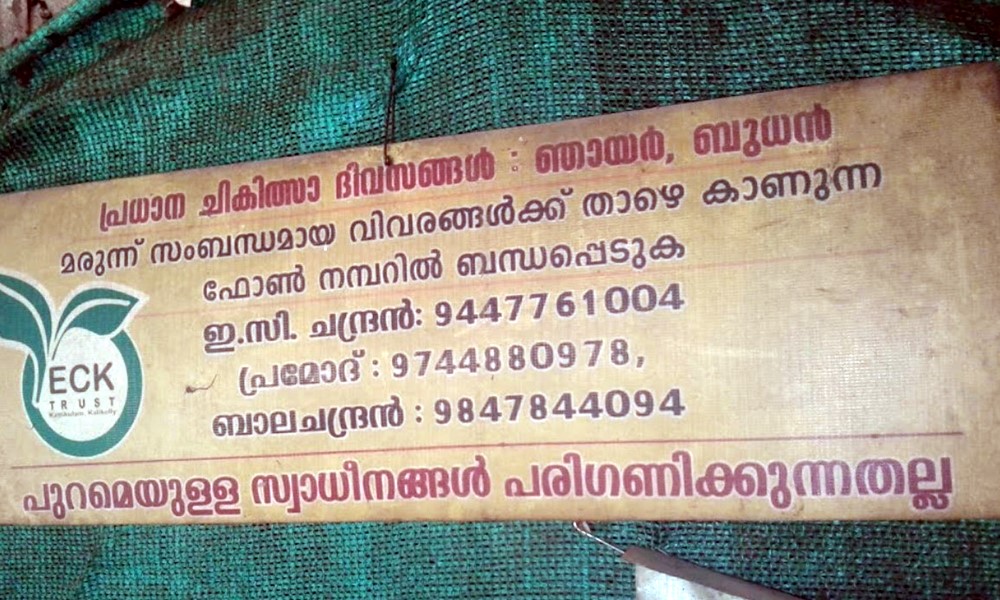 പ്രധാന ചികിത്സാ ദിവസങ്ങൾ : ഞായർ, ബുധൻ
മരുന്ന് സംബന്ധമായ വിവരങ്ങൾക്ക് താഴെ കാണുന്ന
ഫോൺ നമ്പറിൽ ബന്ധപ്പെടുക
ഇ.സി. ചന്ദ്രൻ: 9447761004
പ്രമോദ് : 9744880978,
ബാലചന്ദ്രൻ : 9847844094
ECK
TRUST
പുറമെയുളള സ്വാധീനങ്ങൾ പരിഗണിക്കുന്നതല്ല